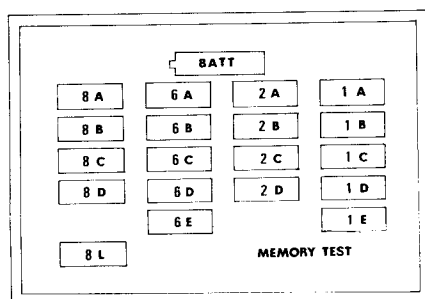 BATT
8 A 6 A 2 A 1 A
8 B 6 B 2 B 1 B
8 C 6 C 2 C 1 C
8 D 6 D 2 D 1 D
6 E 1 E
8 L MEMORY TEST